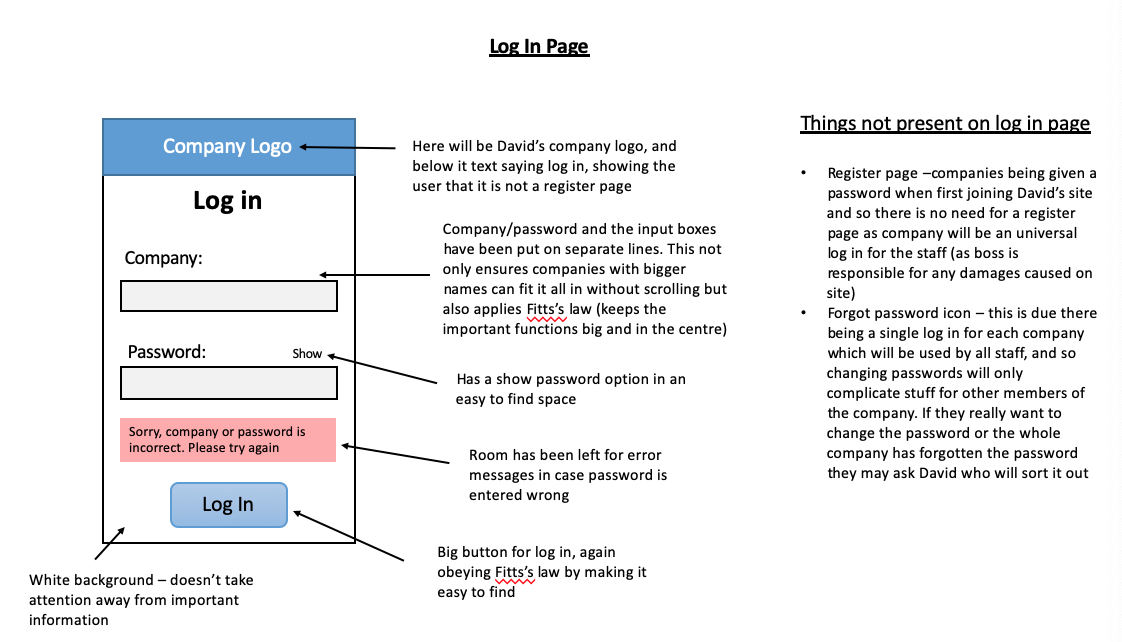 Log In Page
Company Logo
Log in
Company:
Password:
Show
Sorry, company or password is
incorrect. Please try again
Log In
White background – doesn't take
attention away from important
information
Here will be David's company logo, and
below it text saying log in, showing the
user that it is not a register page
Company/password and the input boxes
have been put on separate lines. This not
only ensures companies with bigger
names can fit it all in without scrolling but
also applies Fitts's law (keeps the
important functions big and in the centre)
Has a show password option in an
easy to find space
Room has been left for error
messages in case password is
entered wrong
Big button for log in, again
obeying Fitts's law by making it
easy to find
Things not present on log in page
• Register page –companies being given a
password when first joining David's site
and so there is no need for a register
page as company will be an universal
log in for the staff (as boss is
responsible for any damages caused on
site)
• Forgot password icon – this is due there
being a single log in for each company
which will be used by all staff, and so
changing passwords will only
complicate stuff for other members of
the company. If they really want to
change the password or the whole
company has forgotten the password
they may ask David who will sort it out